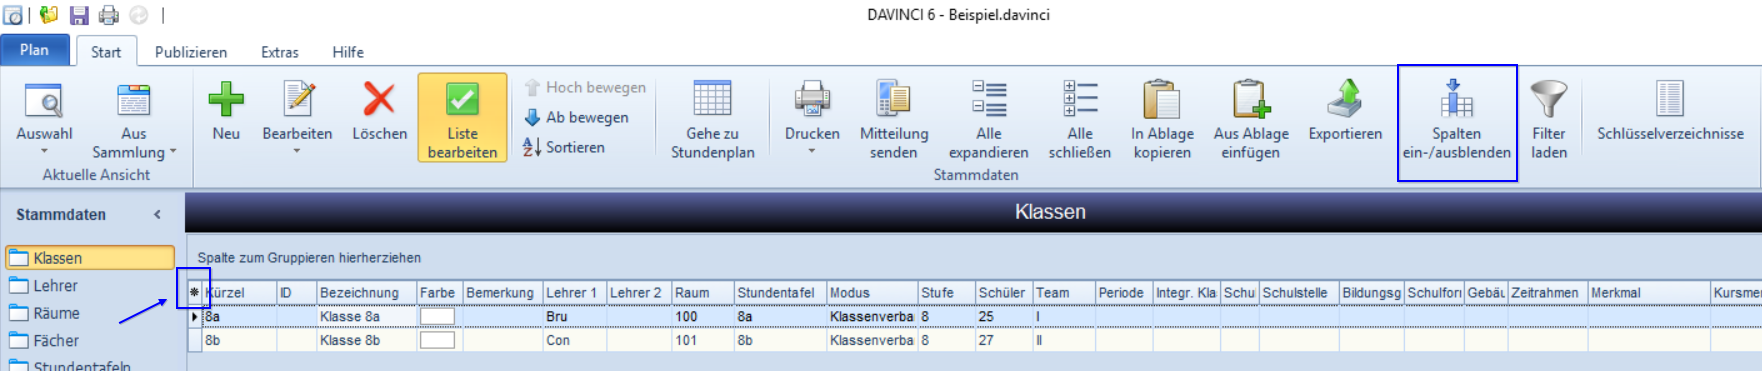 DAVINCI 6 - Beispiel.davinci
Plan Start Publizieren Extras Hilfe
Auswahl
Aus Sammlung
Aktuelle Ansicht
Neu
Bearbeiten
Löschen
Liste bearbeiten
Hoch bewegen
Ab bewegen
Sortieren
Gehe zu Stundenplan
Drucken
Mitteilung senden
Alle expandieren
Alle schließen
In Ablage kopieren
Aus Ablage einfügen
Exportieren
Spalten ein-/ausblenden
Filter laden
Schlüsselverzeichnisse
Stammdaten
Stammdaten
Klassen
Klassen
Lehrer
Räume
Fächer
Stundentafeln
Spalte zum Gruppieren hierherziehen
Kürzel ID Bezeichnung Farbe Bemerkung Lehrer 1 Lehrer 2 Raum Stundentafel Modus Stufe Schüler Team Periode Integr. Kla Schu Schulstelle Bildungsg Schulforn Gebäu Zeitrahmen Merkmal Kursme
8a Klasse 8a Bru 100 8a Klassenverba 8 25 I
8b Klasse 8b Con 101 8b Klassenverba 8 27 II